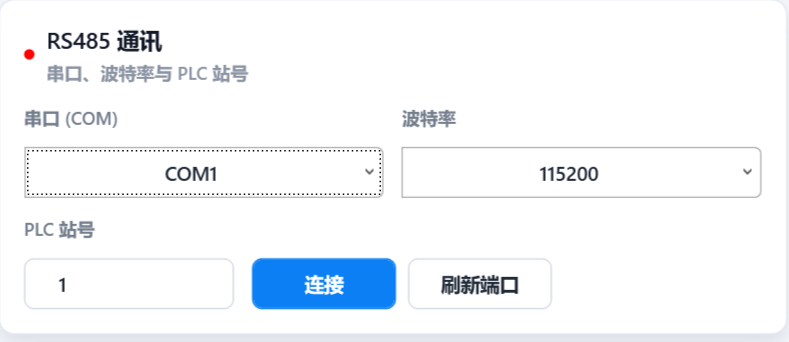 RS485 通讯
串口、波特率与 PLC 站号
串口 (COM) 波特率
COM1 115200
PLC 站号
1 连接 刷新端口